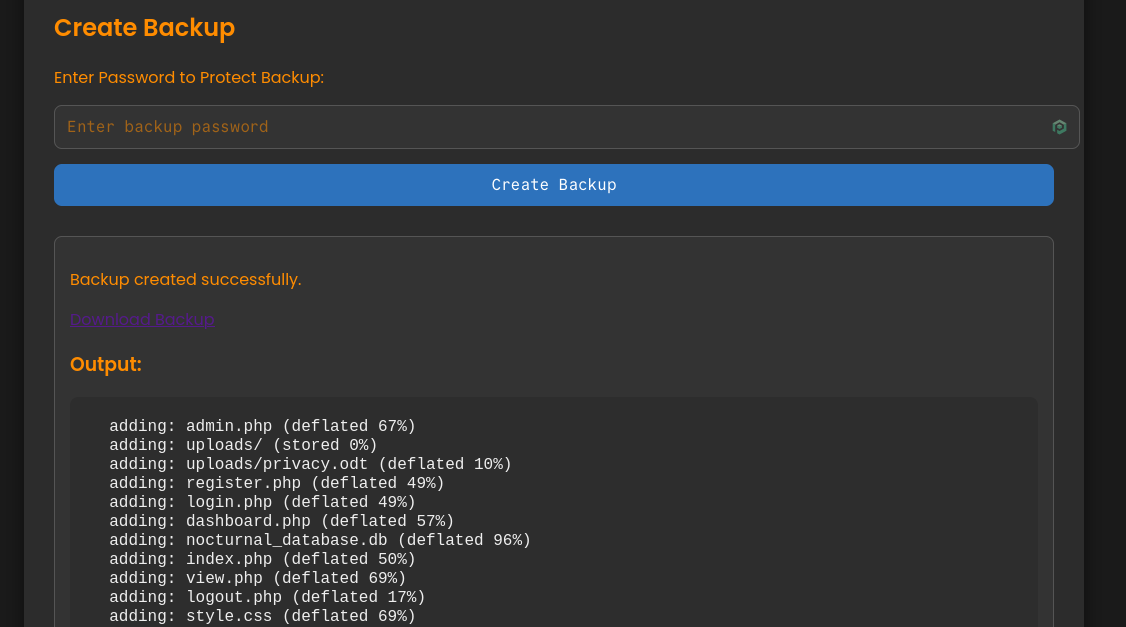 Create Backup
Enter Password to Protect Backup:
Enter backup password
Create Backup
Backup created successfully.
Download Backup
Output:
adding: admin.php (deflated 67%)
adding: uploads/ (stored 0%)
adding: uploads/privacy.odt (deflated 10%)
adding: register.php (deflated 49%)
adding: login.php (deflated 49%)
adding: dashboard.php (deflated 57%)
adding: nocturnal_database.db (deflated 96%)
adding: index.php (deflated 50%)
adding: view.php (deflated 69%)
adding: logout.php (deflated 17%)
adding: style.css (deflated 69%)